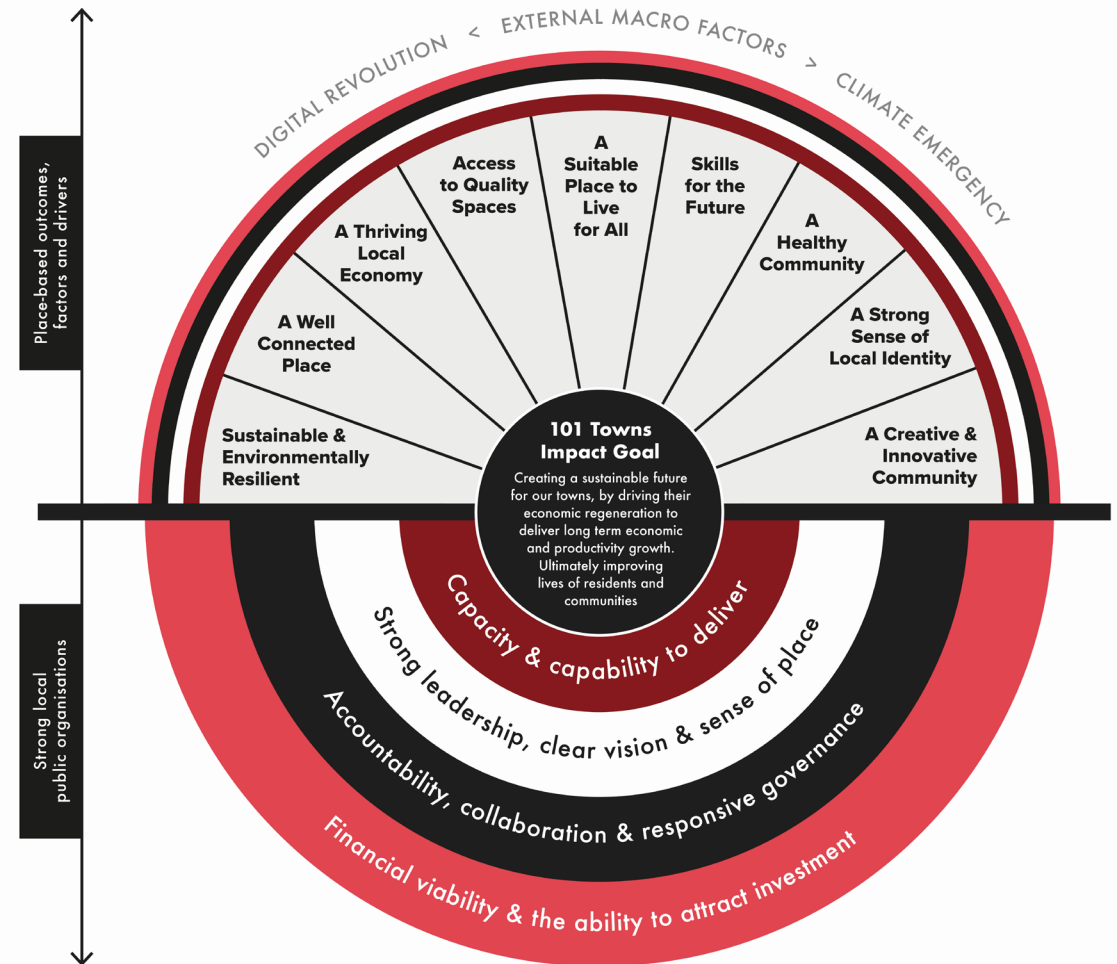 DIGITAL REVOLUTION < EXTERNAL MACRO FACTORS > CLIMATE EMERGENCY
Place-based outcomes,
factors and drivers
Sustainable &
Environmentally
Resilient
A Well
Connected
Place
A Thriving
Local
Economy
Access
to Quality
Spaces
A
Suitable
Place to
Live
for All
Skills
for the
Future
A
Healthy
Community
A Strong
Sense of
Local Identity
A Creative &
Innovative
Community
101 Towns
Impact Goal
Creating a sustainable future
for our towns, by driving their
economic regeneration to
deliver long term economic
and productivity growth.
Ultimately improving
lives of residents and
communities
Strong local
public organisations
Capacity & capability to deliver
Strong leadership, clear vision & sense of place
Accountability, collaboration & responsive governance
Financial viability & the ability to attract investment